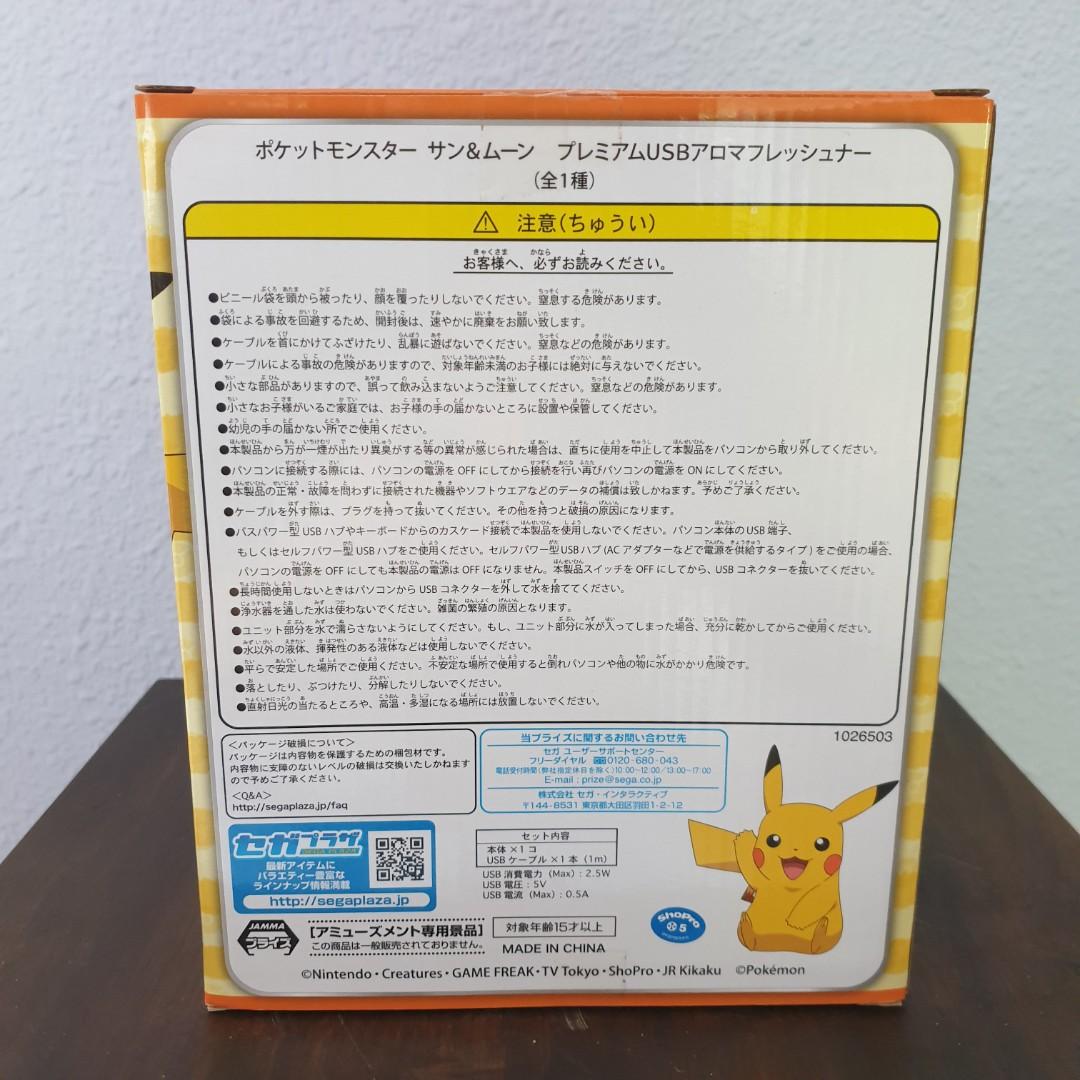 ポケットモンスター サン&ムーン プレミアムUSBアロマフレッシュナー
(全1種)
注意(ちゅうい)
お客様へ、必ずお読みください。
●ビニール袋を頭から被ったり、顔を覆ったりしないでください。窒息する危険があります。
●袋による事故を回避するため、開封後は、速やかに廃棄をお願い致します。
●ケーブルを首にかけてふざけたり、乱暴に遊ばないでください。窒息などの危険があります。
●ケーブルによる事故の危険がありますので、対象年齢未満のお子様には絶対に与えないでください。
●小さな部品がありますので、誤って飲み込まないようご注意してください。窒息などの危険があります。
●小さなお子様がいるご家庭では、お子様の手の届かないところに設置や保管してください。
●幼児の手の届かない所でご使用ください。
●本製品から万が一煙が出たり異臭がする等の異常が感じられた場合は、直ちに使用を中止して本製品をパソコンから取り外してください。
●パソコンに接続する際には、パソコンの電源を OFF にしてから接続を行い再びパソコンの電源を ON にしてください。
●本製品の正常・故障を問わずに接続された機器やソフトウエアなどのデータの補償は致しかねます。予めご了承ください。
●ケーブルを外す際は、プラグを持って抜いてください。その他を持つと破損の原因になります。
●バスパワー型 USB ハブやキーボードからのカスケード接続で本製品を使用しないでください。パソコン本体の USB 端子、
もしくはセルフパワー型 USB ハブをご使用ください。セルフパワー型 USB ハブ (AC アダプターなどで電源を供給するタイプ) をご使用の場合、
パソコンの電源を OFF にしても本製品の電源は OFF になりません。本製品スイッチを OFF にしてから、USB コネクターを抜いてください。
●長時間使用しないときはパソコンから USB コネクターを外して水を捨ててください。
●浄水器を通した水は使わないでください。雑菌の繁殖の原因となります。
●ユニット部分を水で濡らさないようにしてください。もし、ユニット部分に水が入ってしまった場合、充分に乾かしてからご使用ください。
●水以外の液体、揮発性のある液体などは使用しないでください。
●平らで安定した場所でご使用ください。不安定な場所で使用すると倒れパソコンや他の物に水がかかり危険です。
●落としたり、ぶつけたり、分解したりしないでください。
●直射日光の当たるところや、高温・多湿になる場所には放置しないでください。
1026503
<パッケージ破損について>
パッケージは内容物を保護するための梱包材です。
内容物に支障のないレベルの破損は交換いたしかねます
ので予めご了承ください。
<Q&A>
http://segaplaza.jp/faq
当プライズに関するお問い合わせ先
セガ ユーザーサポートセンター
フリーダイヤル 0120-680-043
電話受付時間(弊社指定休日を除く)10:00~12:00/13:00~17:00
E-mail : prize@sega.co.jp
株式会社 セガ・インタラクティブ
〒144-8531 東京都大田区羽田1-2-12
セガプラザ
SEGA PLAZA
最新アイテムに
バラエティー豊富な
ラインナップ情報満載
http://segaplaza.jp
セット内容
本体×1コ
USB ケーブル×1本(1m)
USB 消費電力(Max):2.5W
USB 電圧:5V
USB 電流(Max):0.5A
JAMMA
プライズ
[アミューズメント専用景品]
この商品は一般販売されておりません。
対象年齢15才以上
MADE IN CHINA
ShoPro
5
©Nintendo・Creatures・GAME FREAK・TV Tokyo・ShoPro・JR Kikaku ©Pokémon